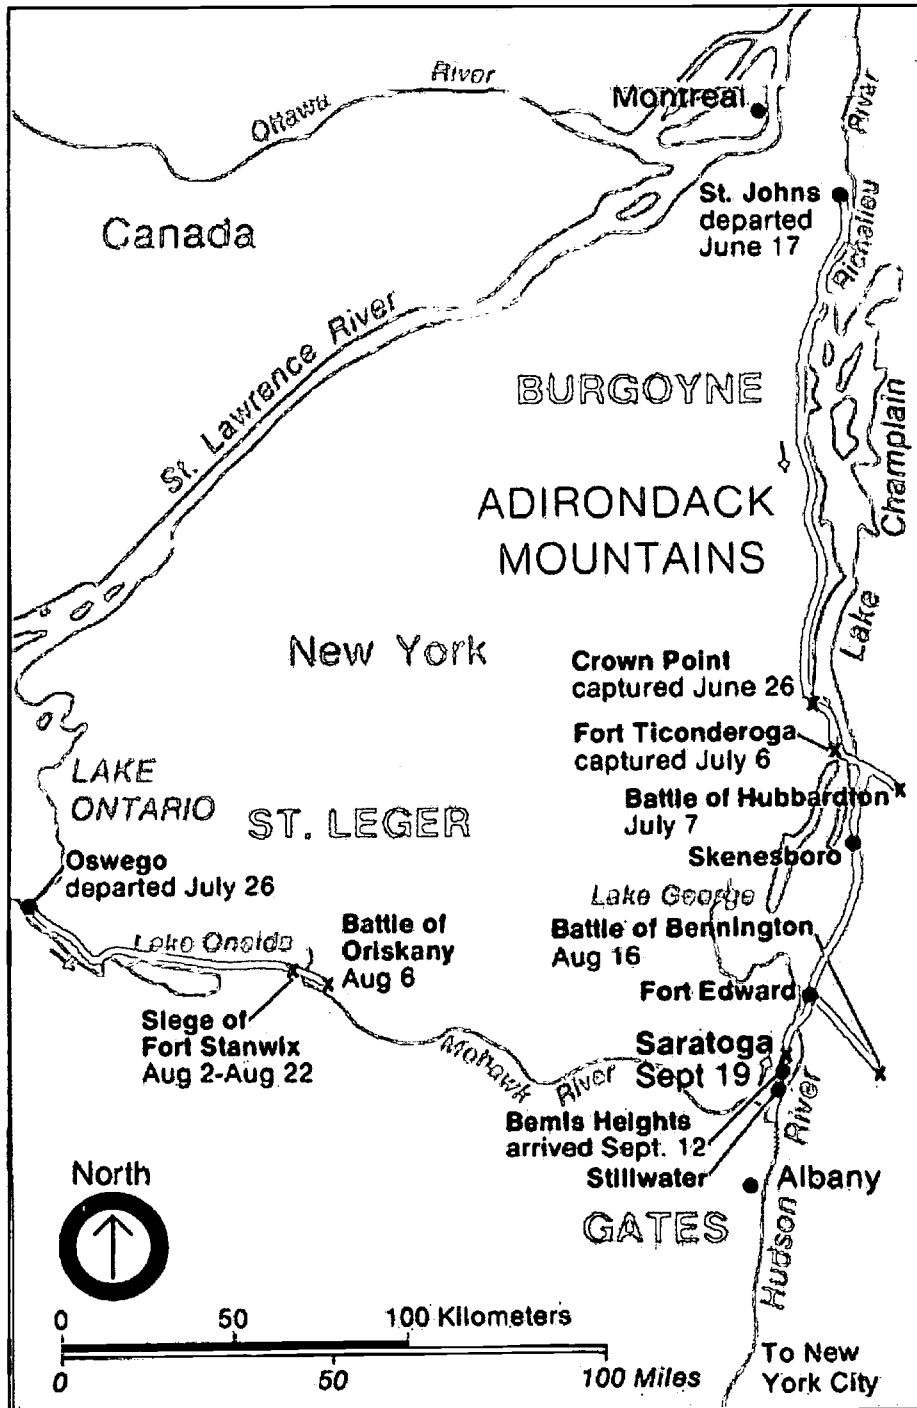 River
Ottawa
Montreal
River
St. Johns
departed
June 17
Richalieu
Canada
St. Lawrence River
BURGOYNE
Champlain
ADIRONDACK
MOUNTAINS
Lake
New York
Crown Point
captured June 26
Fort Ticonderoga
captured July 6
LAKE
ONTARIO
Battle of Hubbardton
July 7
ST. LEGER
Skenesboro
Oswego
departed July 26
Lake George
Battle of
Oriskany
Aug 6
Battle of Bennington
Aug 16
Lake Oneida
Fort Edward
Siege of
Fort Stanwix
Aug 2-Aug 22
Saratoga
Sept 19
Mohawk
River
River
Bemis Heights
arrived Sept. 12
Stillwater
North
Albany
GATES
Hudson
0 50 100 Kilometers
0 50 100 Miles
To New
York City